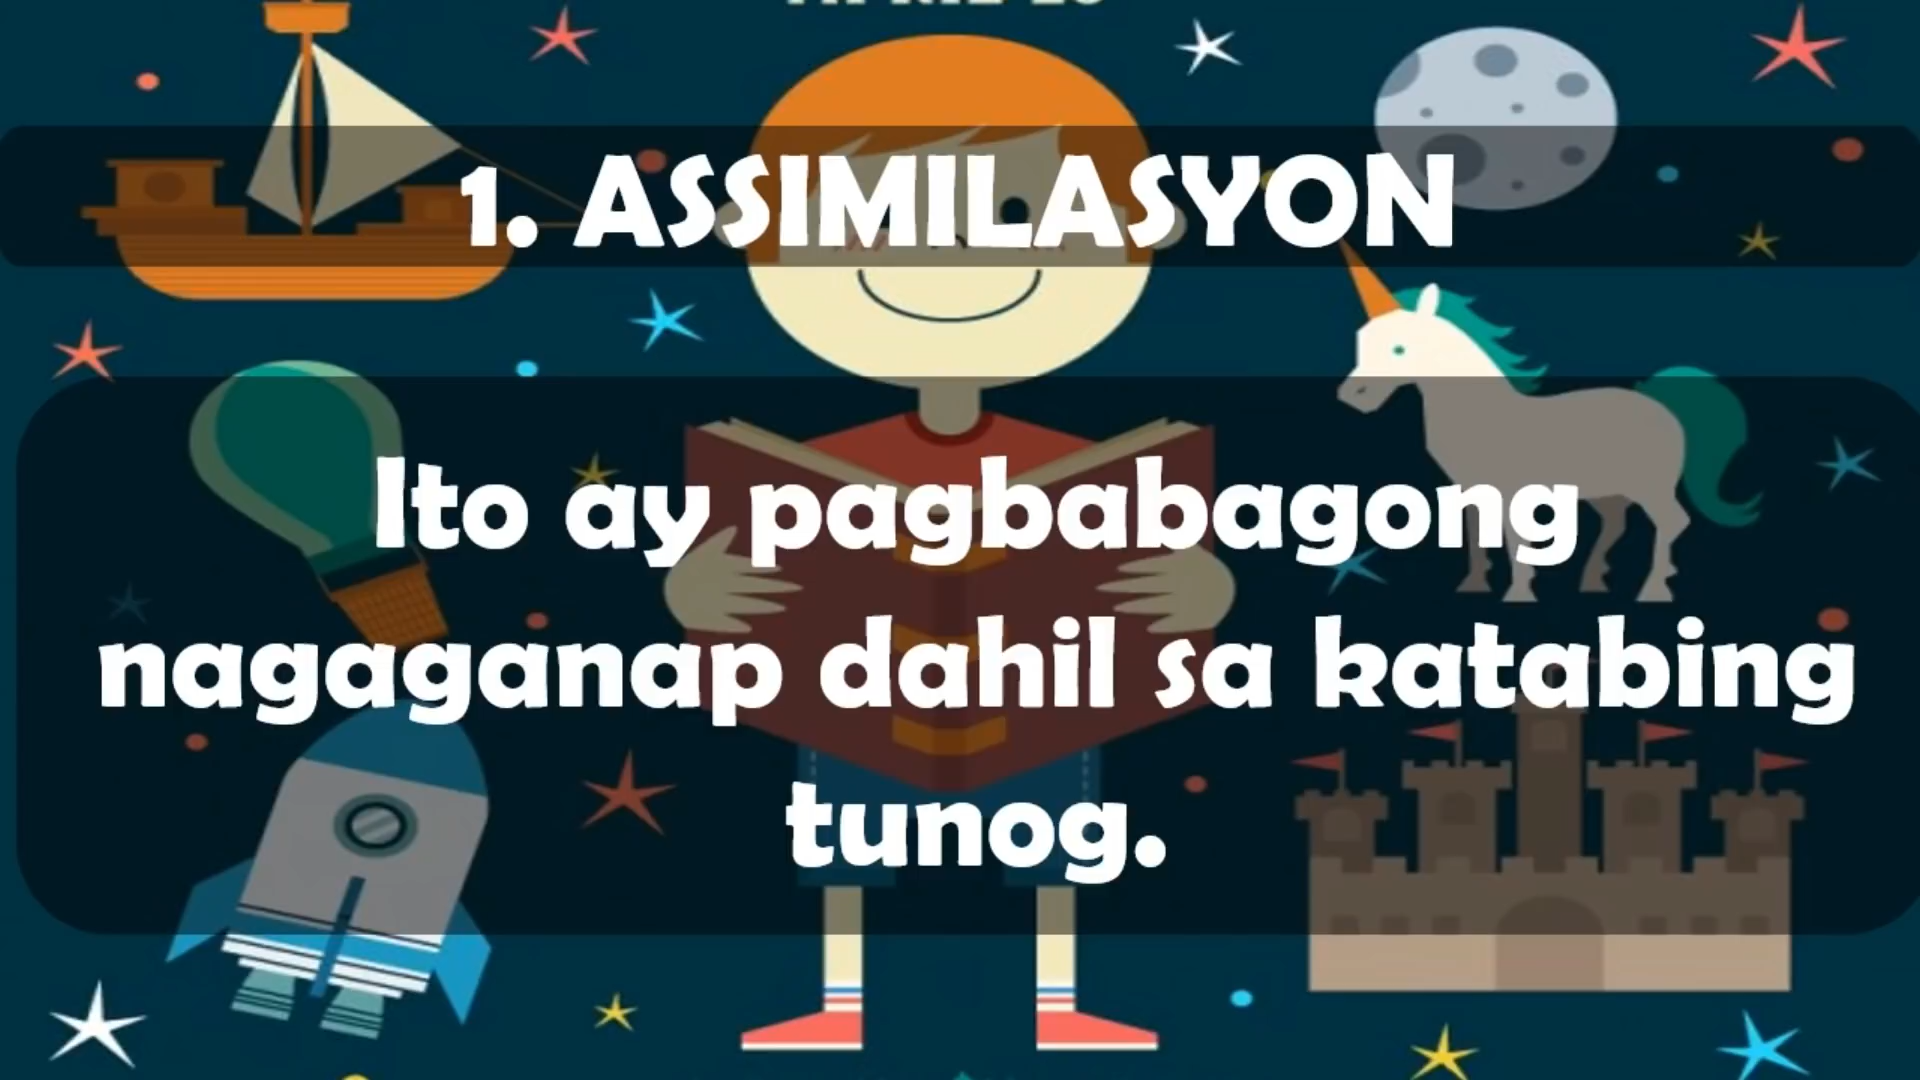 1. ASSIMILASYON
Ito ay pagbabagong
nagaganap dahil sa katabing
tunog.